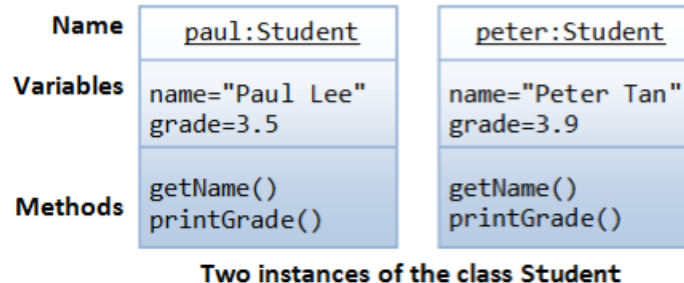 Name
paul:Student
peter:Student
Variables
name="Paul Lee"
grade=3.5
name="Peter Tan"
grade=3.9
Methods
getName()
printGrade()
getName()
printGrade()
Two instances of the class Student